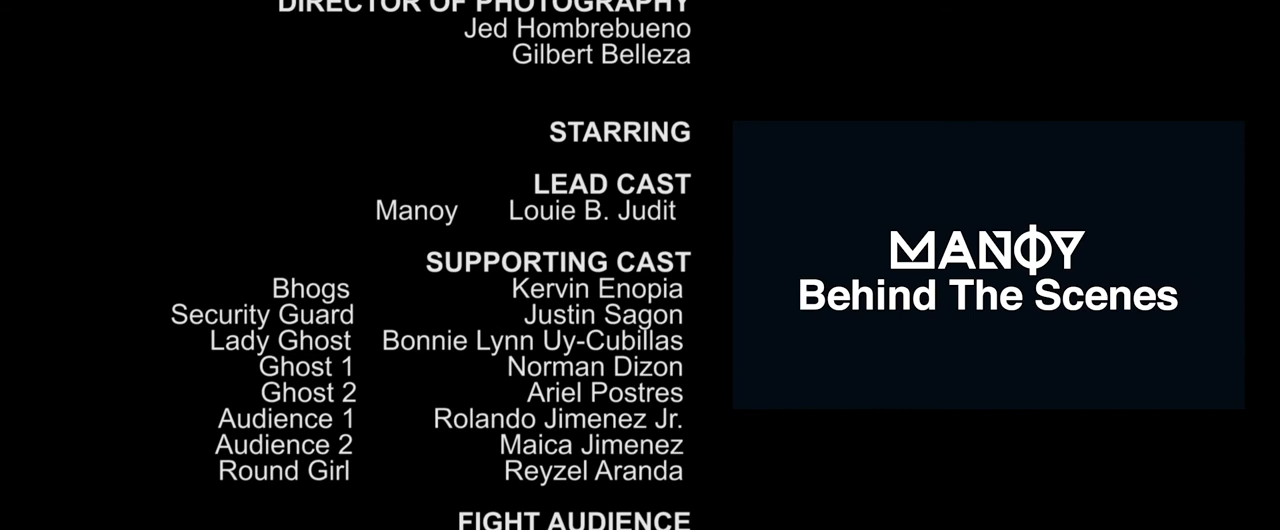 DIRECTOR OF PHOTOGRAPHY
Jed Hombrebueno
Gilbert Belleza
STARRING
LEAD CAST
Manoy Louie B. Judit
SUPPORTING CAST
Bhogs Kervin Enopia
Security Guard Justin Sagon
Lady Ghost Bonnie Lynn Uy-Cubillas
Ghost 1 Norman Dizon
Ghost 2 Ariel Postres
Audience 1 Rolando Jimenez Jr.
Audience 2 Maica Jimenez
Round Girl Reyzel Aranda
FIGHT AUDIENCE
MANOY
Behind The Scenes